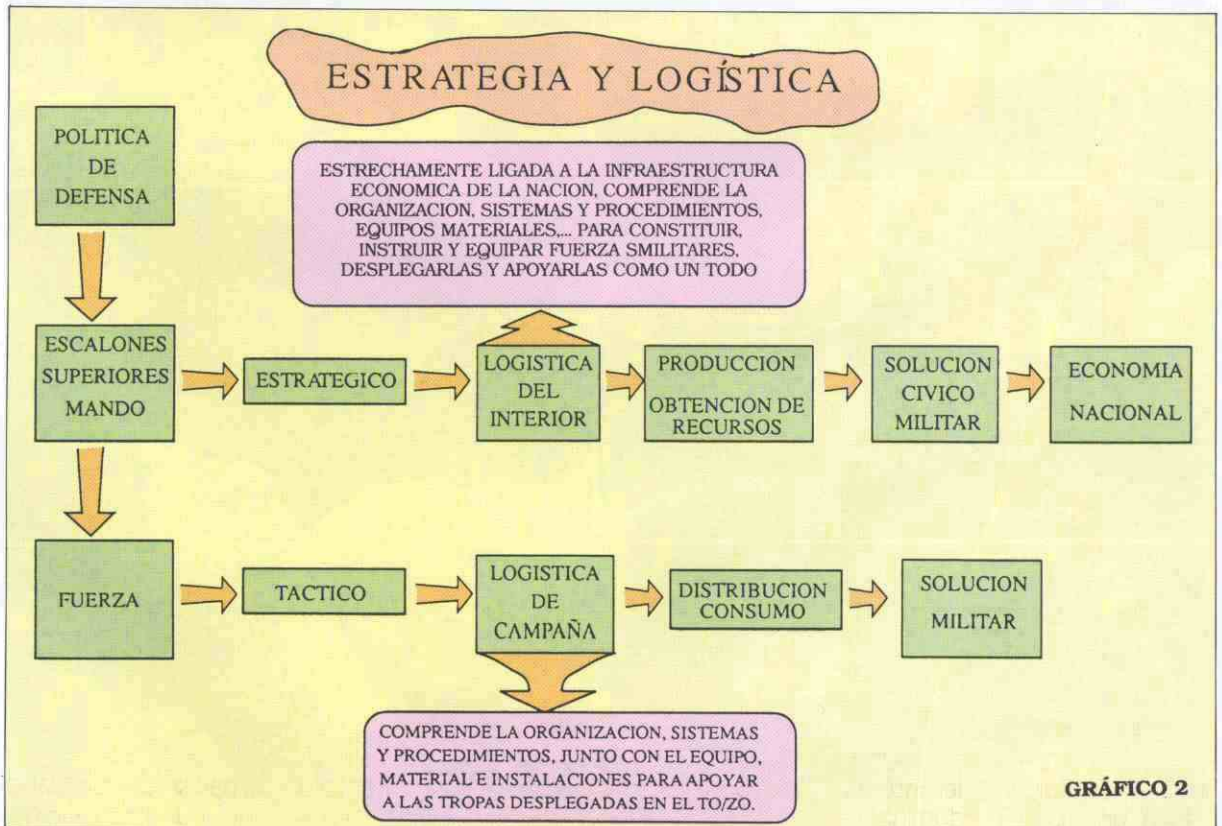 ESTRATEGIA Y LOGÍSTICA
POLITICA
DE
DEFENSA
ESTRECHAMENTE LIGADA A LA INFRAESTRUCTURA
ECONOMICA DE LA NACION, COMPRENDE LA
ORGANIZACION, SISTEMAS Y PROCEDIMIENTOS,
EQUIPOS MATERIALES,... PARA CONSTITUIR,
INSTRUIR Y EQUIPAR FUERZA SMILITARES,
DESPLEGARLAS Y APOYARLAS COMO UN TODO
ESCALONES
SUPERIORES
MANDO
ESTRATEGICO
LOGISTICA
DEL
INTERIOR
PRODUCCION
OBTENCION DE
RECURSOS
SOLUCION
CIVICO
MILITAR
ECONOMIA
NACIONAL
FUERZA
TACTICO
LOGISTICA
DE
CAMPAÑA
DISTRIBUCION
CONSUMO
SOLUCION
MILITAR
COMPRENDE LA ORGANIZACION, SISTEMAS
Y PROCEDIMIENTOS, JUNTO CON EL EQUIPO,
MATERIAL E INSTALACIONES PARA APOYAR
A LAS TROPAS DESPLEGADAS EN EL TO/ZO.
GRÁFICO 2